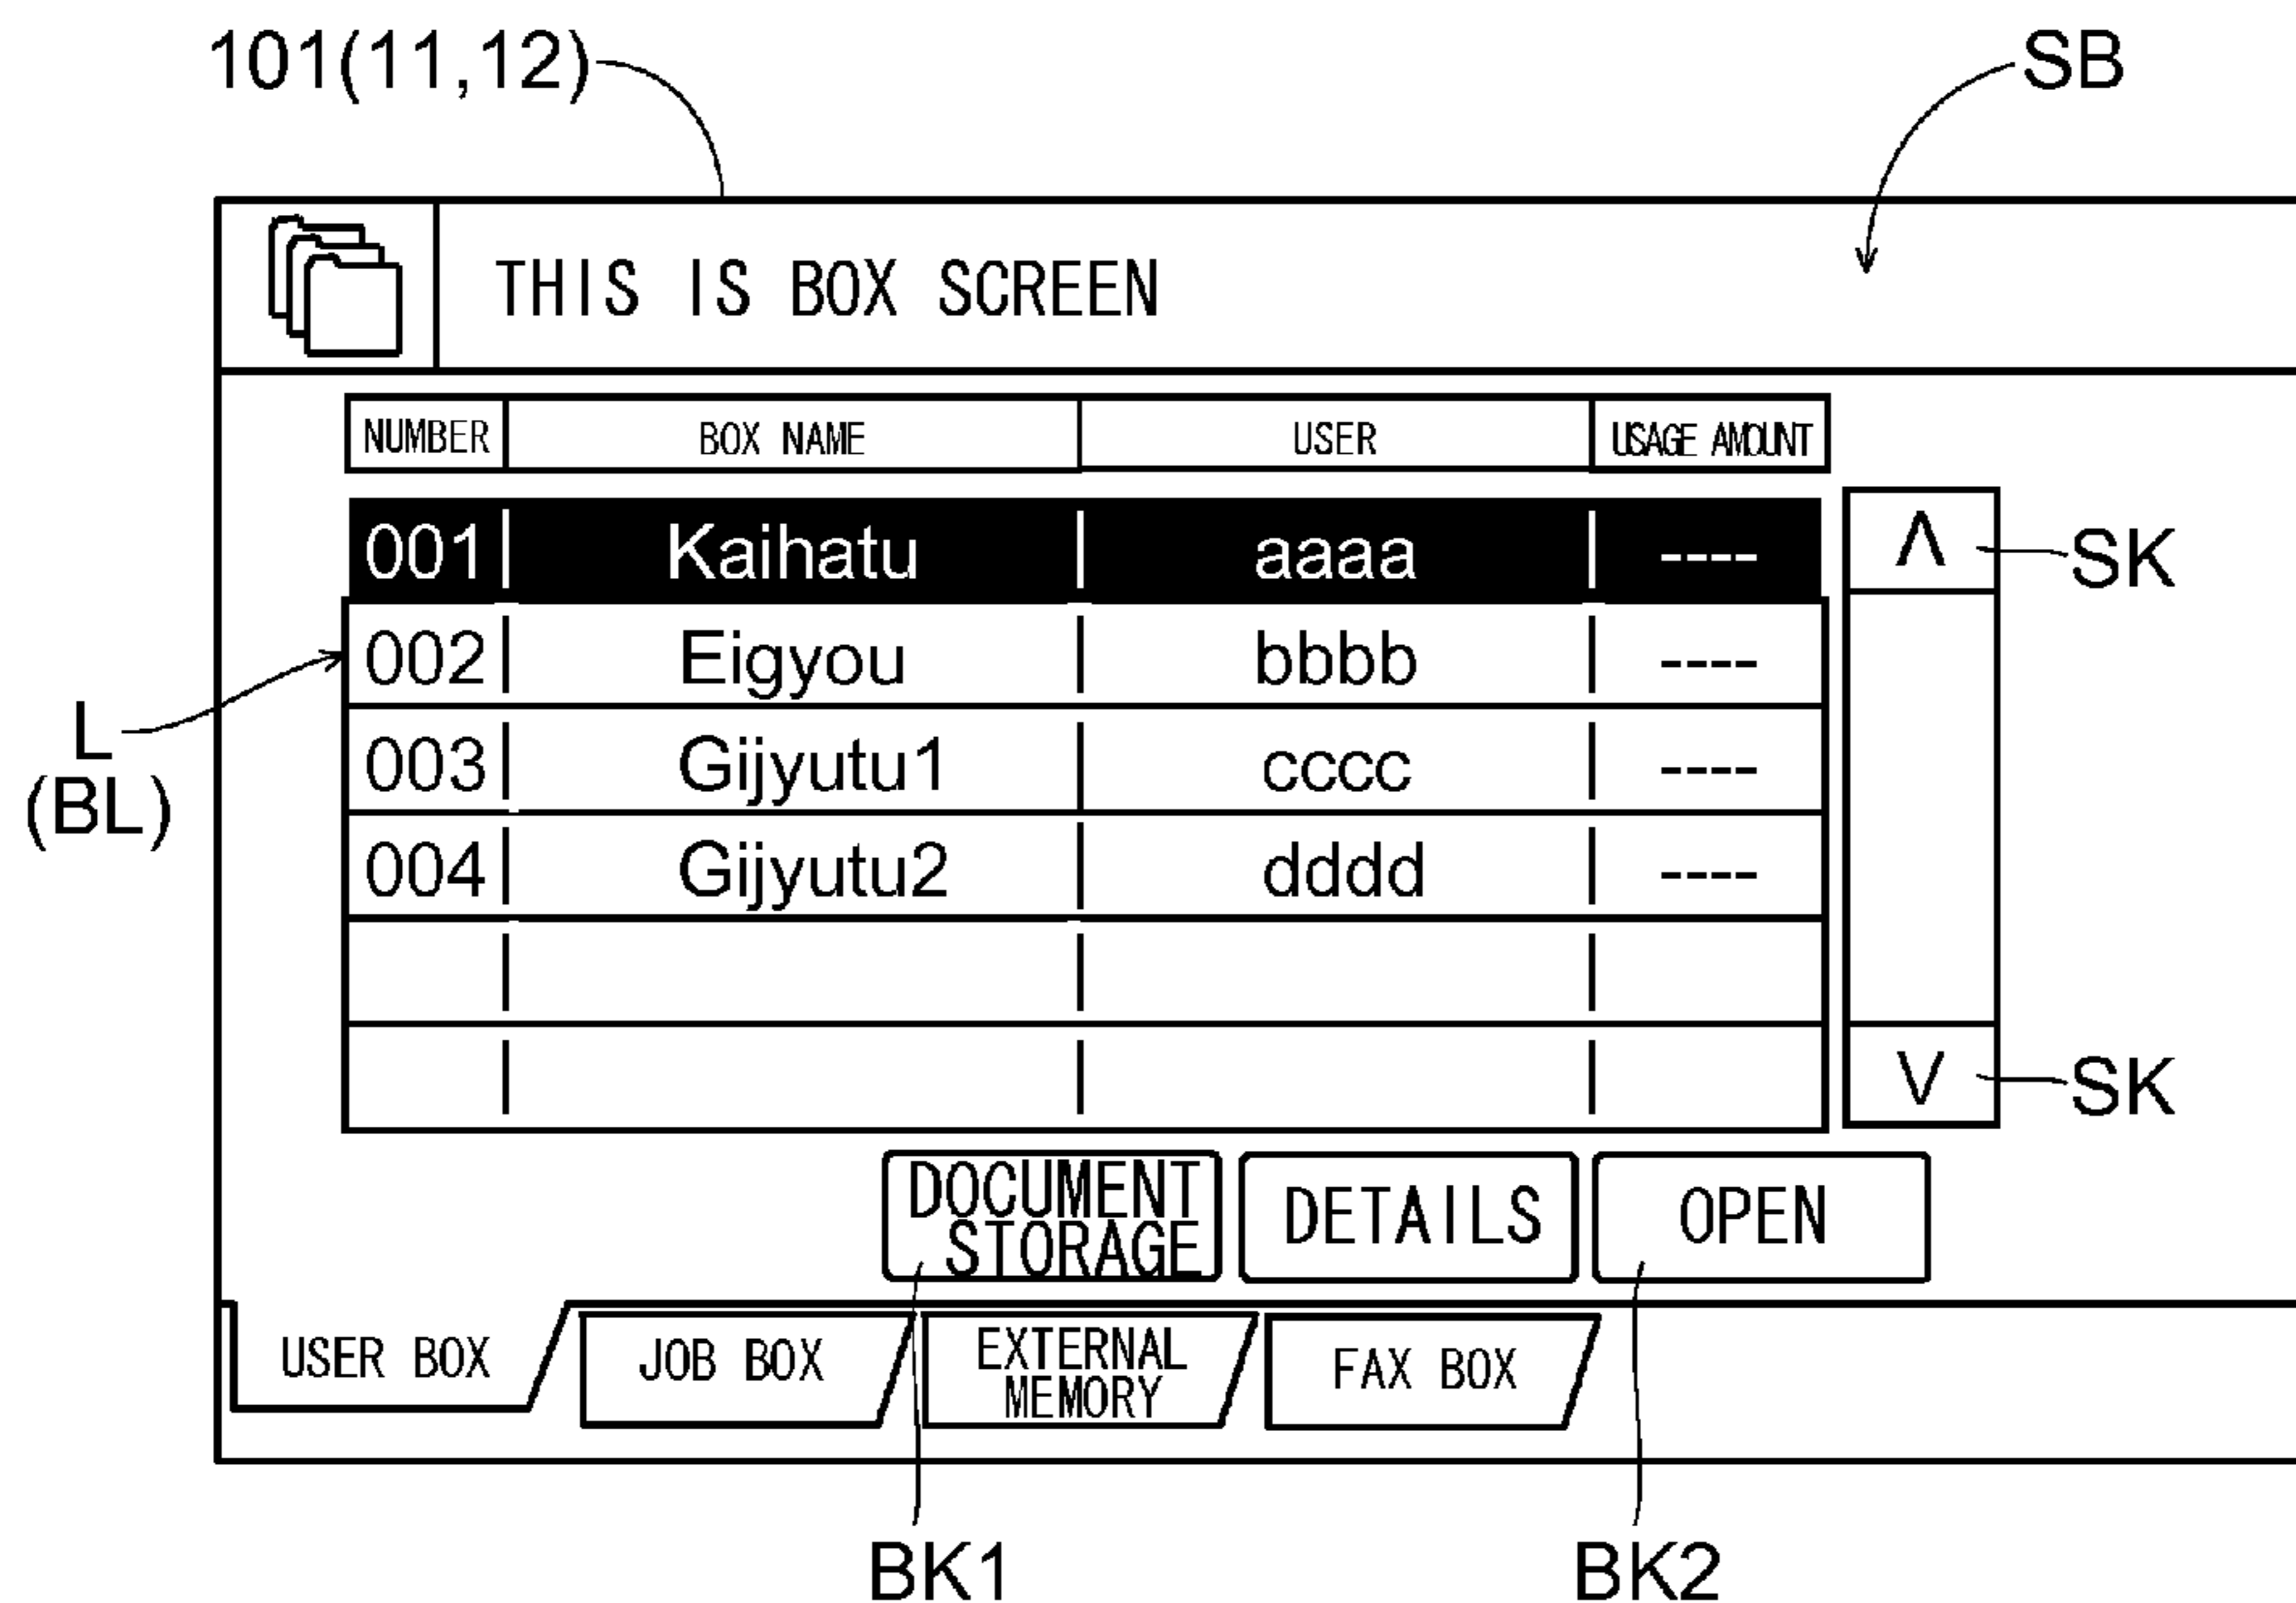 101(11,12)
SB
THIS IS BOX SCREEN
NUMBER BOX NAME USER USAGE AMOUNT
001 Kaihatu aaaa ----
Λ
SK
002 Eigyou bbbb ----
L
(BL)
003 Gijyutu1 cccc ----
004 Gijyutu2 dddd ----
V
SK
DOCUMENT
STORAGE
DETAILS
OPEN
USER BOX
JOB BOX
EXTERNAL
MEMORY
FAX BOX
BK1
BK2